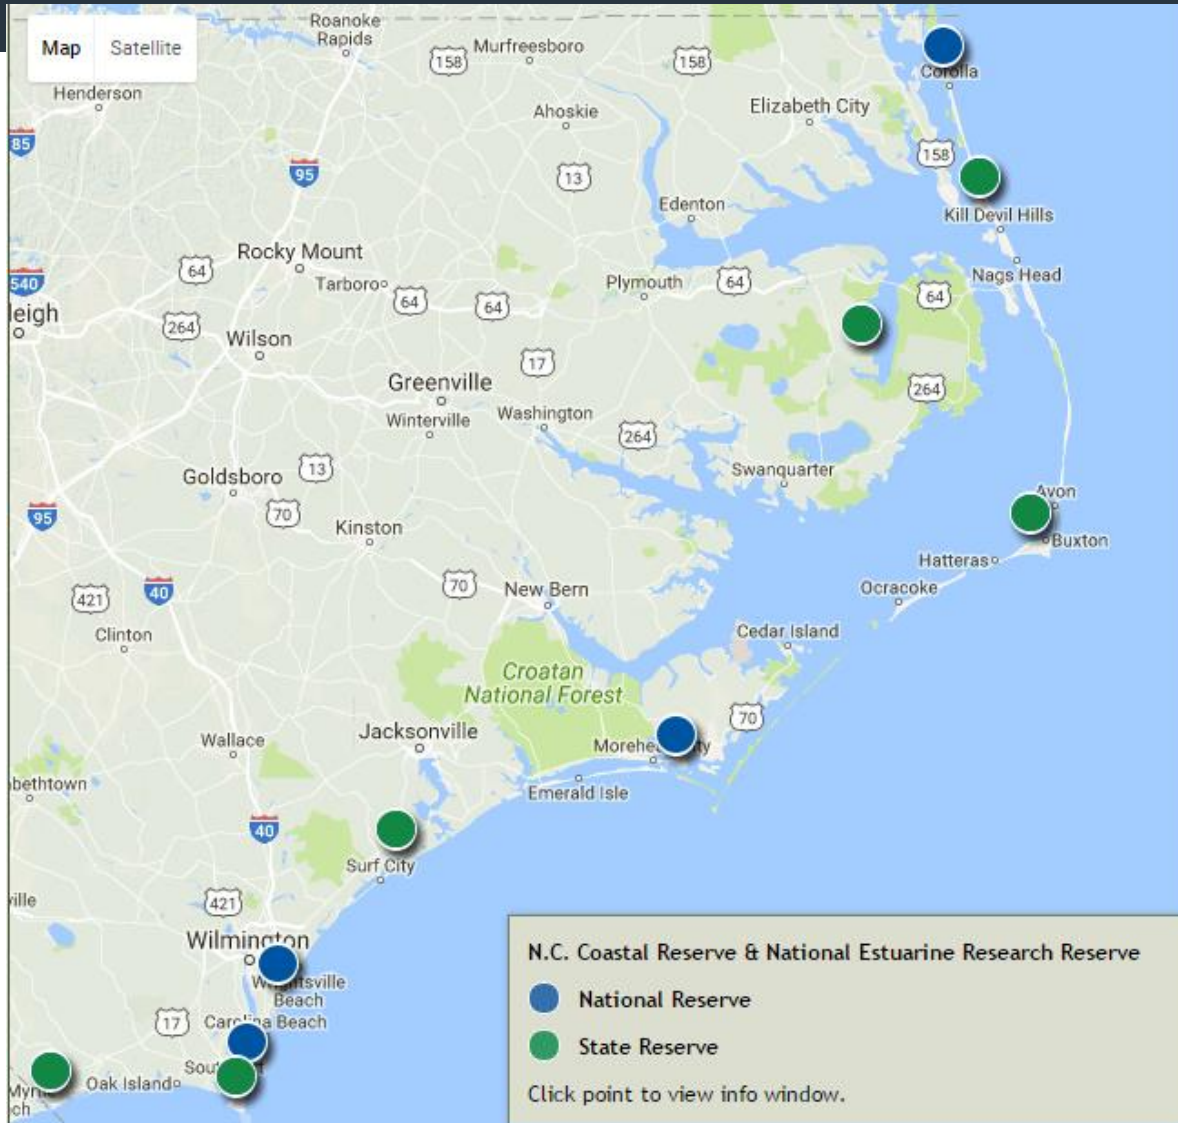 Map Satellite
Roanoke
Rapids
158
Murfreesboro
158
Corolla
Henderson
Ahoskie
Elizabeth City
85
95
13
158
Edenton
Kill Devil Hills
Rocky Mount
64
Tarboro
64
64
Plymouth
64
Nags Head
64
540
leigh
264
Wilson
17
Greenville
264
Winterville
Washington
264
Swanquarter
Goldsboro
13
Avon
95
70
Kinston
Buxton
Hatteras
421
40
70
New Bern
Ocracoke
Clinton
Cedar Island
Croatan
National Forest
70
Wallace
Jacksonville
bethtown
Emerald Isle
40
Surf City
ville
421
Wilmington
Beach
17
Carolina Beach
Oak Island
ch
N.C. Coastal Reserve & National Estuarine Research Reserve
National Reserve
State Reserve
Click point to view info window.